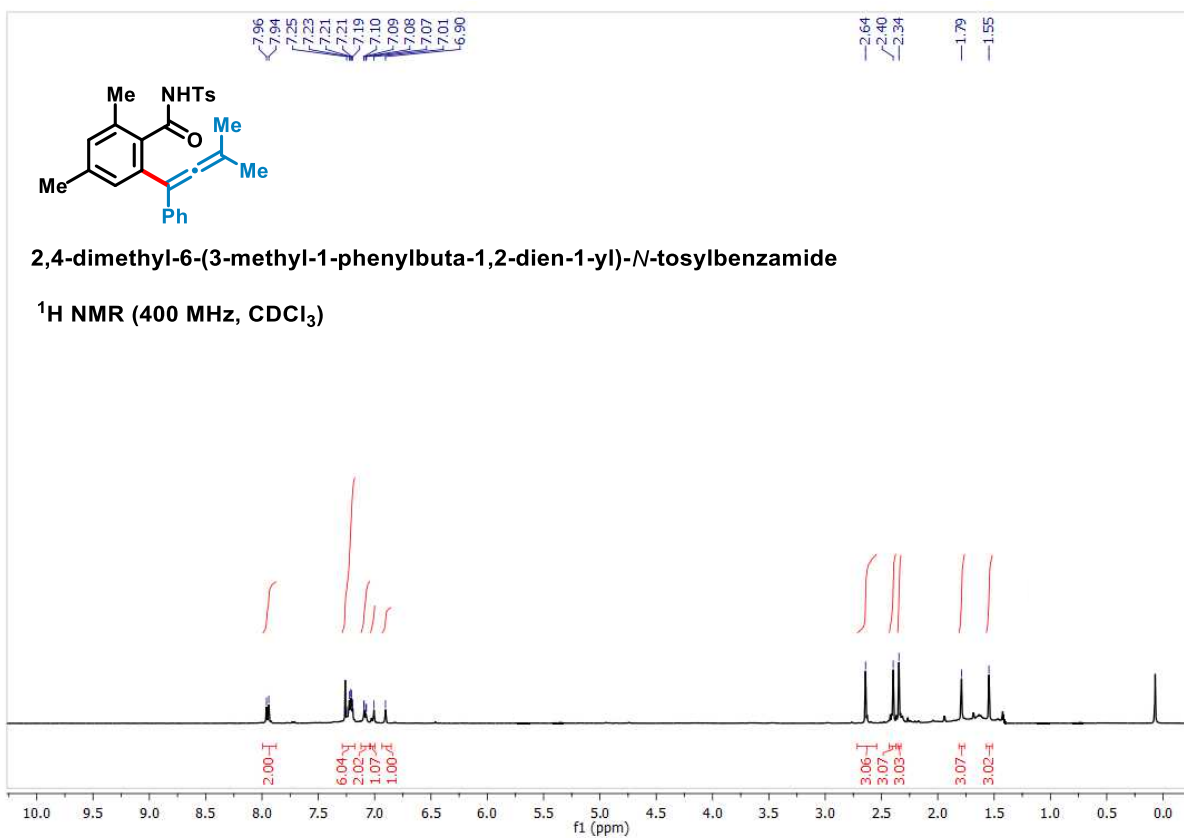 7.96
7.94
7.25
7.23
7.21
7.21
7.19
7.10
7.09
7.08
7.07
7.01
6.90
2.64
2.40
2.34
1.79
1.55
Me
NHTs
O
Me
Me
Me
Ph
2,4-dimethyl-6-(3-methyl-1-phenylbuta-1,2-dien-1-yl)-N-tosylbenzamide
¹H NMR (400 MHz, CDCl₃)
2.00
6.04
2.02
1.07
1.00
3.06
3.07
3.03
3.07
3.02
10.0 9.5 9.0 8.5 8.0 7.5 7.0 6.5 6.0 5.5 5.0 4.5 4.0 3.5 3.0 2.5 2.0 1.5 1.0 0.5 0.0
f1 (ppm)